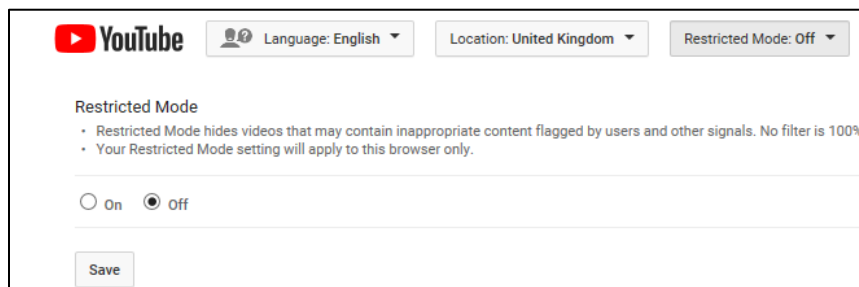 YouTube Language: English Location: United Kingdom Restricted Mode: Off
Restricted Mode
• Restricted Mode hides videos that may contain inappropriate content flagged by users and other signals. No filter is 100%
• Your Restricted Mode setting will apply to this browser only.
On Off
Save